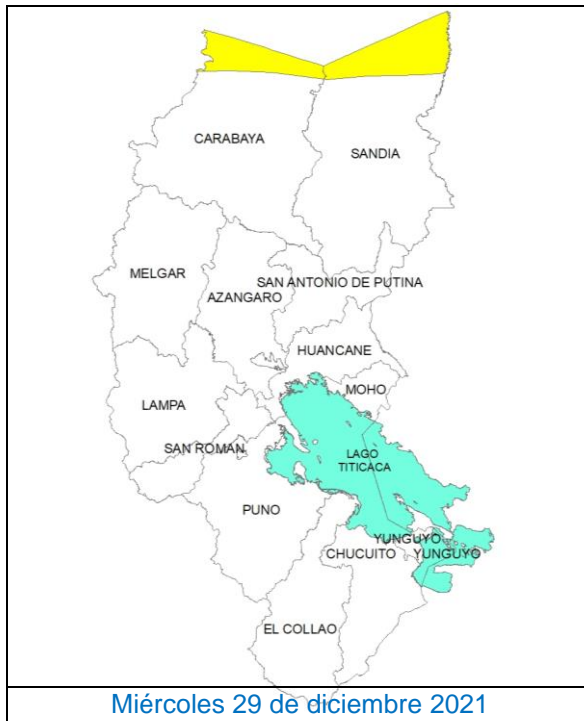 CARABAYA
SANDIA
MELGAR
SAN ANTONIO DE PUTINA
AZANGARO
HUANCANE
MOHO
LAMPA
SAN ROMAN
LAGO
TITICACA
PUNO
YUNGUYO
CHUCUITO
YUNGUYO
EL COLLAO
Miércoles 29 de diciembre 2021